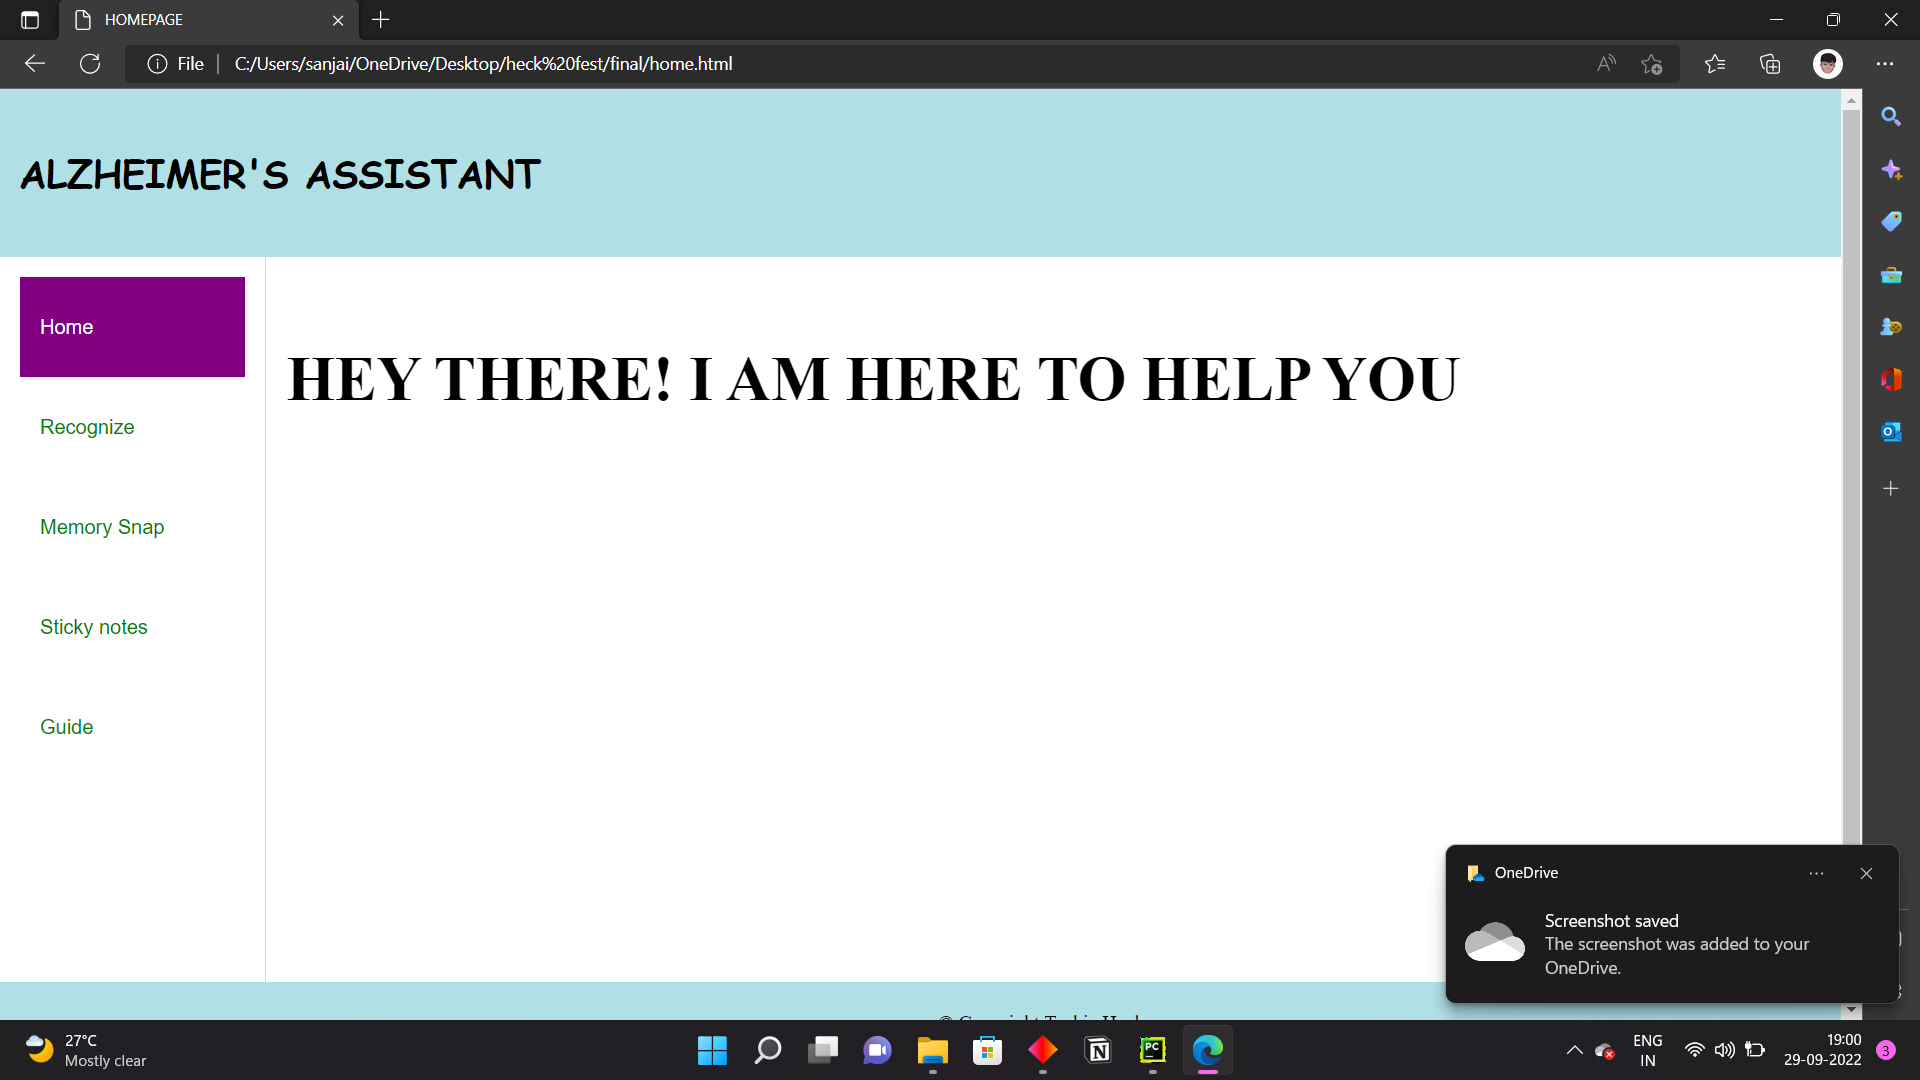 HOMEPAGE
File
C:/Users/sanjai/OneDrive/Desktop/heck%20fest/final/home.html
ALZHEIMER'S ASSISTANT
Home
Recognize
Memory Snap
Sticky notes
Guide
HEY THERE! I AM HERE TO HELP YOU
OneDrive
Screenshot saved
The screenshot was added to your
OneDrive.
© Copyright
27°C
Mostly clear
PC
ENG
IN
19:00
29-09-2022
3